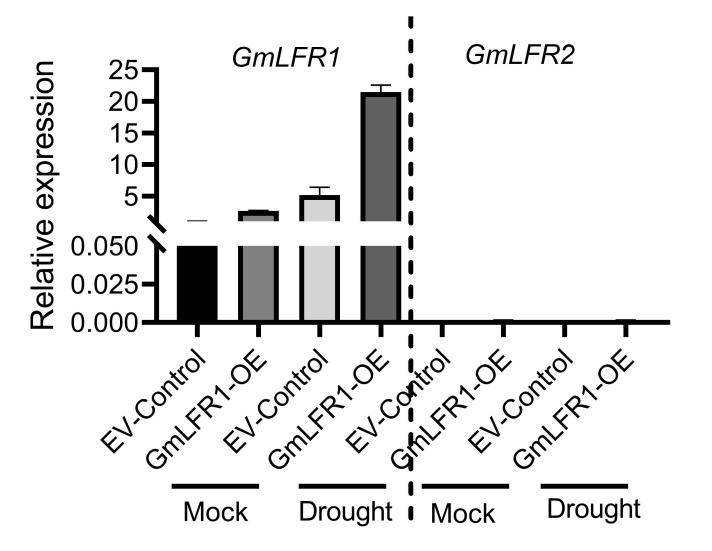 GmLFR1
GmLFR2
Relative expression
25
20
15
10
5
0.050
0.025
0.000
EV-Control
GmLFR1-OE
EV-Control
GmLFR1-OE
EV-Control
GmLFR1-OE
EV-Control
GmLFR1-OE
Mock
Drought
Mock
Drought